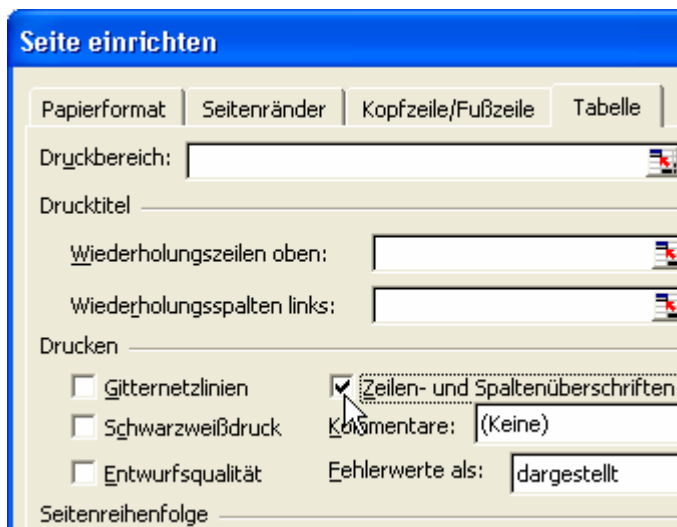 Seite einrichten
Papierformat Seitenränder Kopfzeile/Fußzeile Tabelle
Druckbereich:
Drucktitel
Wiederholungszeilen oben:
Wiederholungsspalten links:
Drucken
Gitternetzlinien Zeilen- und Spaltenüberschriften
Schwarzweißdruck Kommentare: (Keine)
Entwurfsqualität Fehlerwerte als: dargestellt
Seitenreihenfolge